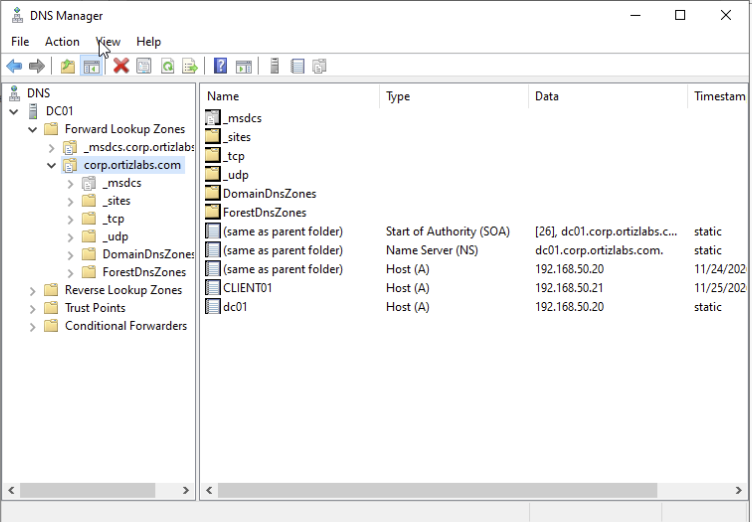 DNS Manager
File Action View Help
DNS
DC01
Forward Lookup Zones
_msdcs.corp.ortizlabs
corp.ortizlabs.com
_msdcs
_sites
_tcp
_udp
DomainDnsZones
ForestDnsZones
Reverse Lookup Zones
Trust Points
Conditional Forwarders
Name Type Data Timestam
_msdcs
_sites
_tcp
_udp
DomainDnsZones
ForestDnsZones
(same as parent folder) Start of Authority (SOA) [26], dc01.corp.ortizlabs.c... static
(same as parent folder) Name Server (NS) dc01.corp.ortizlabs.com. static
(same as parent folder) Host (A) 192.168.50.20 11/24/202
CLIENT01 Host (A) 192.168.50.21 11/25/202
dc01 Host (A) 192.168.50.20 static